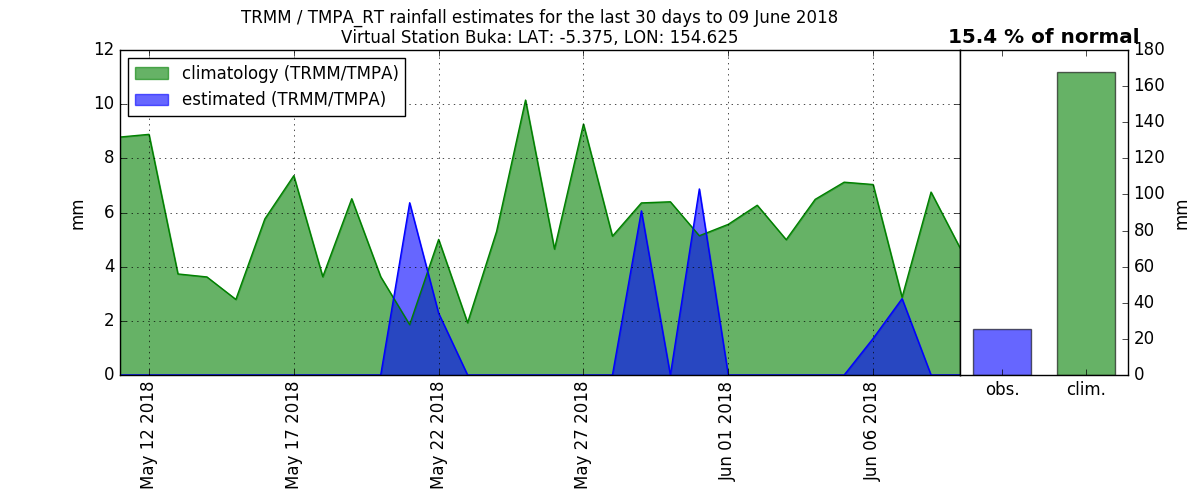 TRMM / TMPA_RT rainfall estimates for the last 30 days to 09 June 2018
Virtual Station Buka: LAT: -5.375, LON: 154.625
15.4 % of normal
climatology (TRMM/TMPA)
estimated (TRMM/TMPA)
mm
12
10
8
6
4
2
0
May 12 2018
May 17 2018
May 22 2018
May 27 2018
Jun 01 2018
Jun 06 2018
obs.
clim.
180
160
140
120
100
80
60
40
20
0
mm